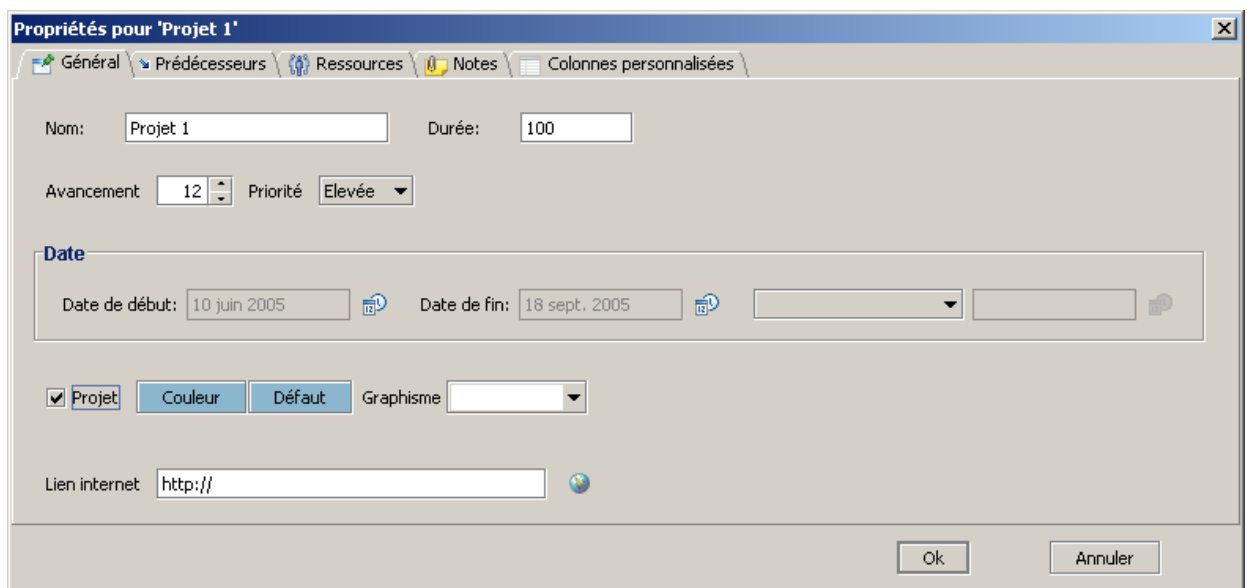 Propriétés pour 'Projet 1'
Général Prédécesseurs Ressources Notes Colonnes personnalisées
Nom: Projet 1 Durée: 100
Avancement 12 Priorité Elevée
Date
Date de début: 10 juin 2005 Date de fin: 18 sept. 2005
Projet Couleur Défaut Graphisme
Lien internet http://
Ok Annuler